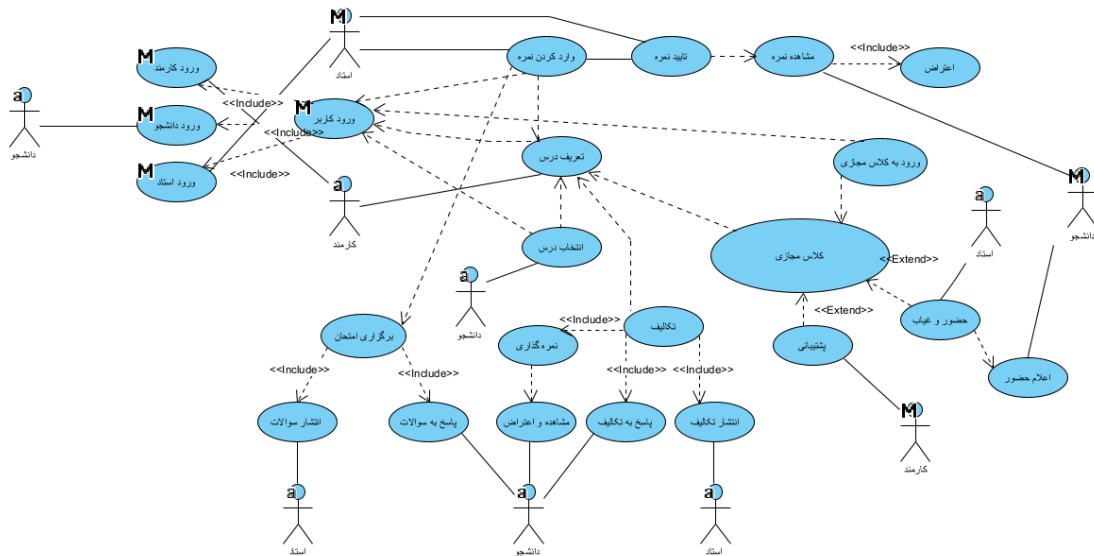 استاد
وارد کردن نمره
تایید نمره
مشاهده نمره
<<Include>>
اعتراض
M
M
ورود کارمند
<<Include>>
a
دانشجو
M
ورود دانشجو
M
ورود کاربر
<<Include>>
M
ورود استاد
<<Include>>
تعریف درس
ورود به کلاس مجازی
a
کارمند
M
دانشجو
a
استاد
انتخاب درس
a
دانشجو
کلاس مجازی
<<Extend>>
<<Extend>>
حضور و غیاب
پشتیبانی
اعلام حضور
برگزاری امتحان
نمره گذاری
<<Include>>
تکالیف
<<Include>>
<<Include>>
<<Include>>
<<Include>>
انتشار سوالات
پاسخ به سوالات
مشاهده و اعتراض
پاسخ به تکالیف
انتشار تکالیف
M
کارمند
a
استاد
a
دانشجو
a
استاد